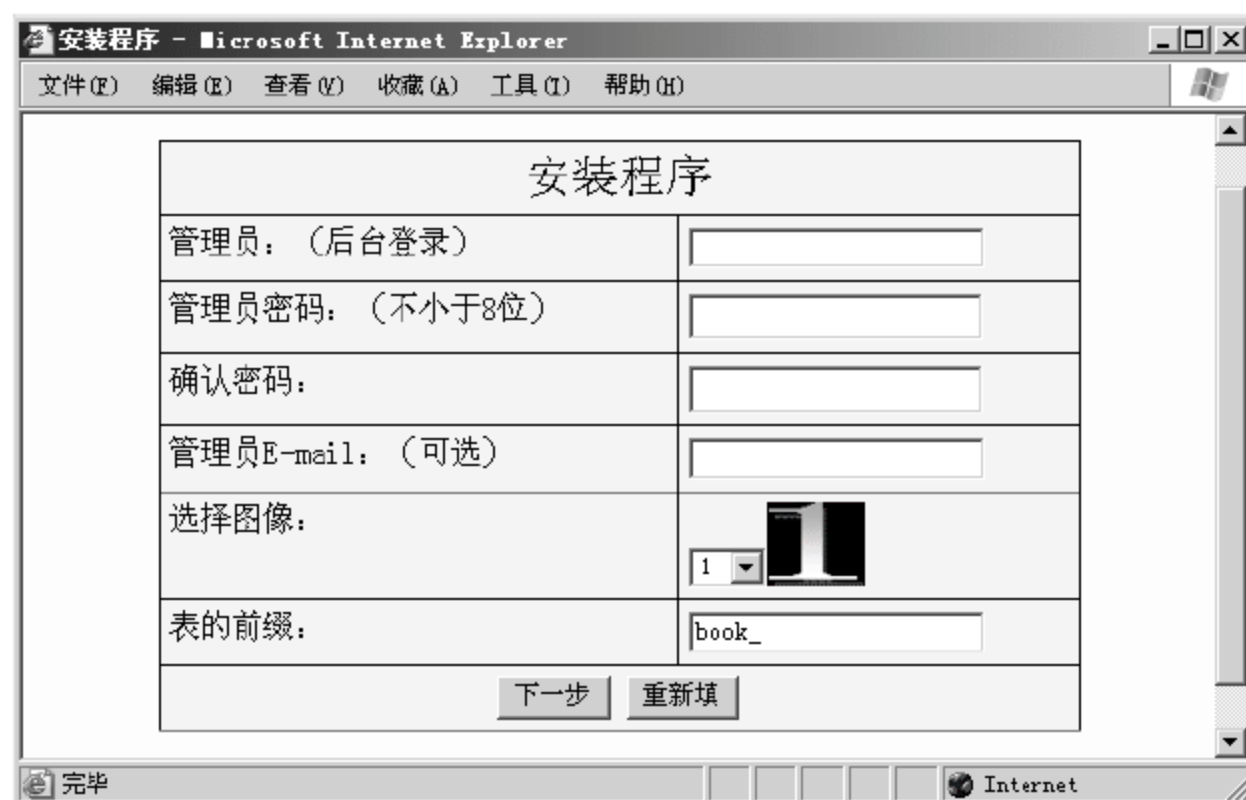 安装程序 - Microsoft Internet Explorer
文件(F) 编辑(E) 查看(V) 收藏(A) 工具(T) 帮助(H)
安装程序
管理员：（后台登录）
管理员密码：（不小于8位）
确认密码：
管理员E-mail：（可选）
选择图像：
1 1
表的前缀： book_
下一步 重新填
完毕 Internet